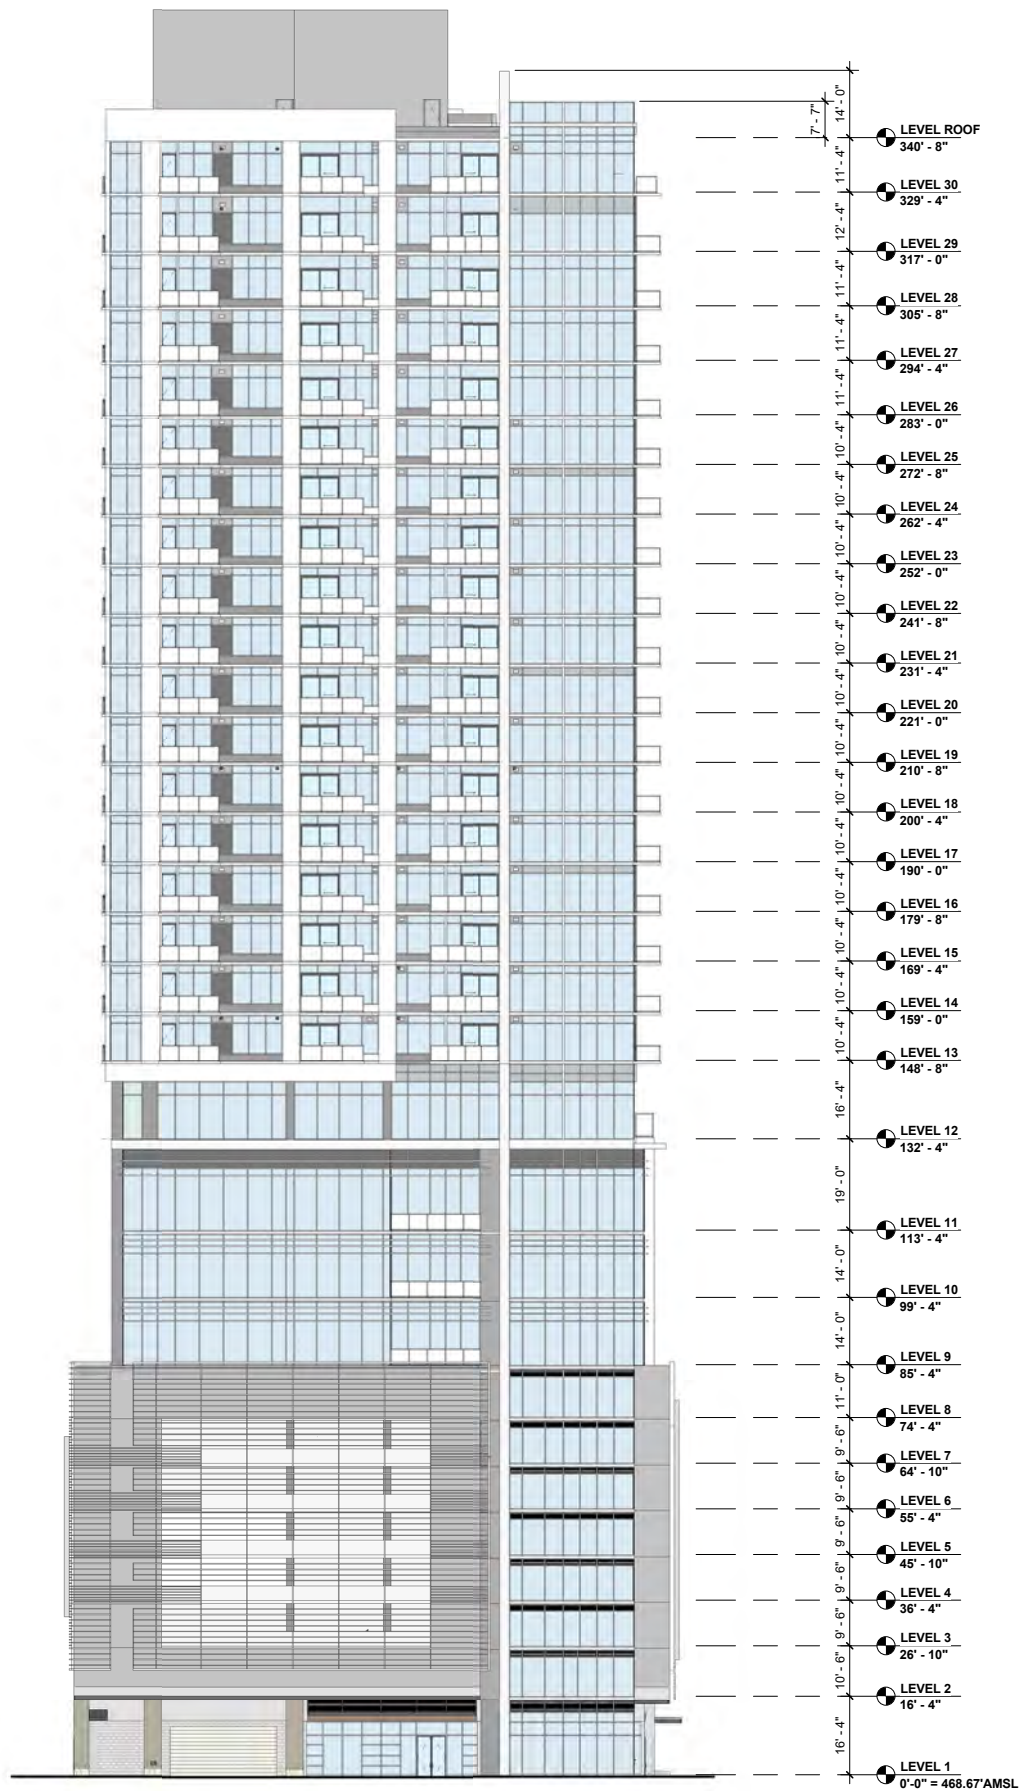 14' - 0"
7' - 7"
LEVEL ROOF
340' - 8"
11' - 4"
LEVEL 30
329' - 4"
12' - 4"
LEVEL 29
317' - 0"
11' - 4"
LEVEL 28
305' - 8"
11' - 4"
LEVEL 27
294' - 4"
11' - 4"
LEVEL 26
283' - 0"
10' - 4"
LEVEL 25
272' - 8"
10' - 4"
LEVEL 24
262' - 4"
10' - 4"
LEVEL 23
252' - 0"
10' - 4"
LEVEL 22
241' - 8"
10' - 4"
LEVEL 21
231' - 4"
10' - 4"
LEVEL 20
221' - 0"
10' - 4"
LEVEL 19
210' - 8"
10' - 4"
LEVEL 18
200' - 4"
10' - 4"
LEVEL 17
190' - 0"
10' - 4"
LEVEL 16
179' - 8"
10' - 4"
LEVEL 15
169' - 4"
10' - 4"
LEVEL 14
159' - 0"
10' - 4"
LEVEL 13
148' - 8"
16' - 4"
LEVEL 12
132' - 4"
19' - 0"
LEVEL 11
113' - 4"
14' - 0"
LEVEL 10
99' - 4"
14' - 0"
LEVEL 9
85' - 4"
11' - 0"
LEVEL 8
74' - 4"
9' - 6"
LEVEL 7
64' - 10"
9' - 6"
LEVEL 6
55' - 4"
9' - 6"
LEVEL 5
45' - 10"
9' - 6"
LEVEL 4
36' - 4"
9' - 6"
LEVEL 3
26' - 10"
10' - 6"
LEVEL 2
16' - 4"
16' - 4"
LEVEL 1
0'-0" = 468.67'AMSL